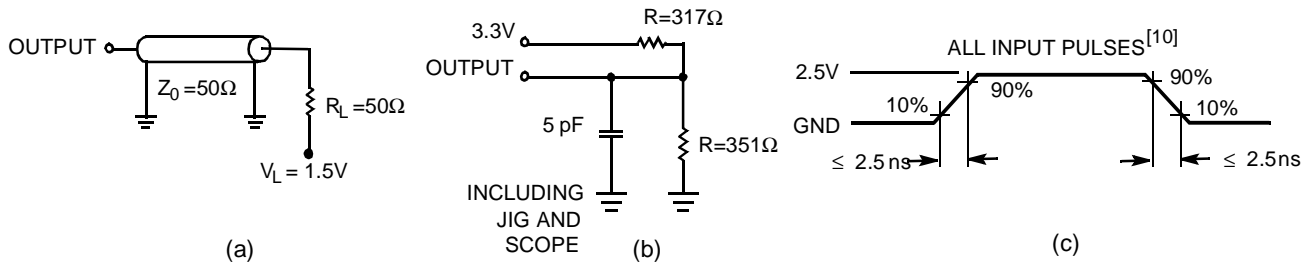 OUTPUT
Z0 =50Ω
RL =50Ω
VL = 1.5V
(a)
R=317Ω
3.3V
OUTPUT
5 pF
R=351Ω
INCLUDING
JIG AND
SCOPE
(b)
ALL INPUT PULSES[10]
2.5V
90%
90%
10%
10%
GND
≤ 2.5ns
≤ 2.5ns
(c)